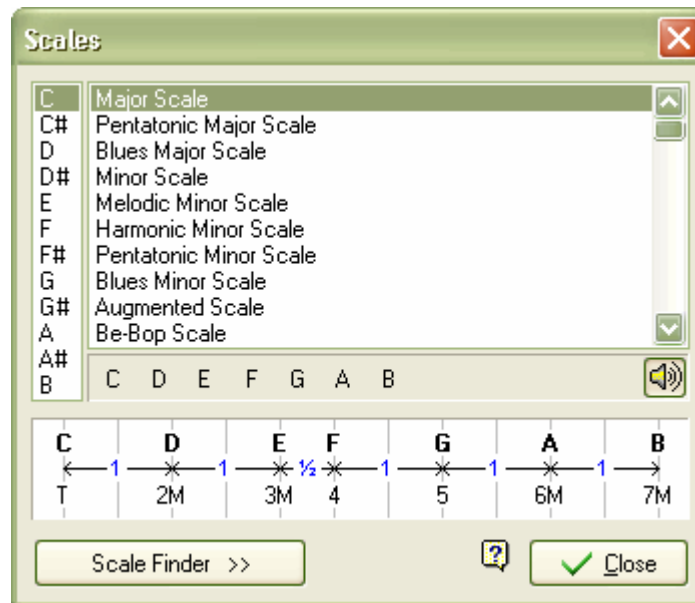 Scales
C
C#
D
D#
E
F
F#
G
G#
A
A#
B
Major Scale
Pentatonic Major Scale
Blues Major Scale
Minor Scale
Melodic Minor Scale
Harmonic Minor Scale
Pentatonic Minor Scale
Blues Minor Scale
Augmented Scale
Be-Bop Scale
C D E F G A B
C D E F G A B
1 1 ½ 1 1 1
T 2M 3M 4 5 6M 7M
Scale Finder >>
?
Close